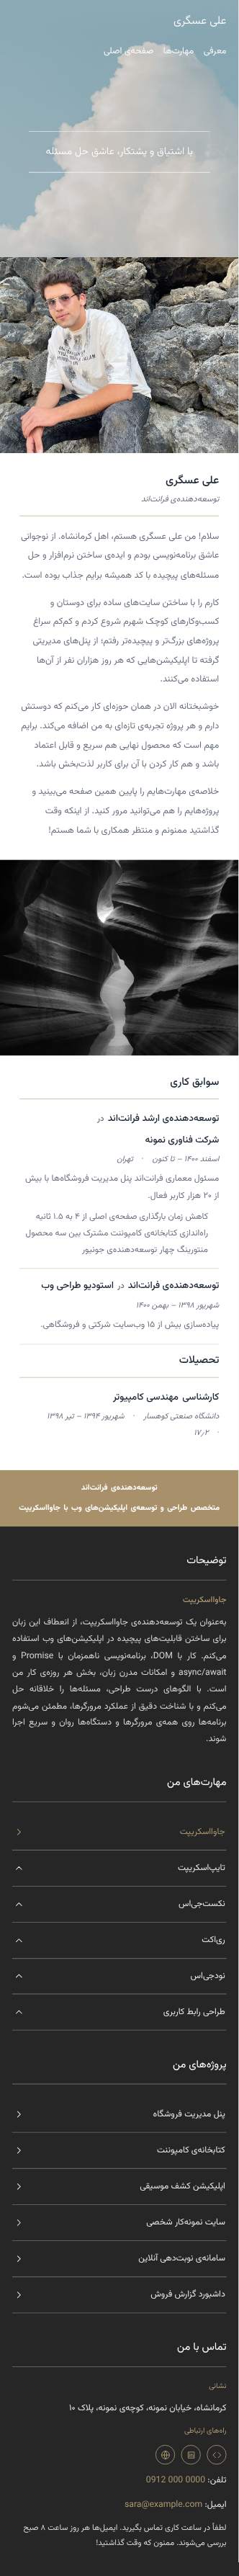 علی عسگری
معرفی مهارت‌ها صفحه‌ی اصلی
با اشتیاق و پشتکار، عاشق حل مسئله
علی عسگری
توسعه‌دهنده‌ی فرانت‌اند
سلام! من علی عسگری هستم، اهل کرمانشاه. از نوجوانی
عاشق برنامه‌نویسی بودم و ایده‌ی ساختن نرم‌افزار و حل
مسئله‌های پیچیده با کد همیشه برایم جذاب بوده است.
کارم را با ساختن سایت‌های ساده برای دوستان و
کسب‌وکارهای کوچک شهرم شروع کردم و کم‌کم سراغ
پروژه‌های بزرگ‌تر و پیچیده‌تر رفتم؛ از پنل‌های مدیریتی
گرفته تا اپلیکیشن‌هایی که هر روز هزاران نفر از آن‌ها
استفاده می‌کنند.
خوشبختانه الان در همان حوزه‌ای کار می‌کنم که دوستش
دارم و هر پروژه تجربه‌ی تازه‌ای به من اضافه می‌کند. برایم
مهم است که محصول نهایی هم سریع و قابل اعتماد
باشد و هم کار کردن با آن برای کاربر لذت‌بخش باشد.
خلاصه‌ی مهارت‌هایم را پایین همین صفحه می‌بینید و
پروژه‌هایم را هم می‌توانید مرور کنید. از اینکه وقت
گذاشتید ممنونم و منتظر همکاری با شما هستم!
سوابق کاری
توسعه‌دهنده‌ی ارشد فرانت‌اند در
شرکت فناوری نمونه
اسفند ۱۴۰۰ – تا کنون · تهران
مسئول معماری فرانت‌اند پنل مدیریت فروشگاه‌ها با بیش
از ۲۰ هزار کاربر فعال.
کاهش زمان بارگذاری صفحه‌ی اصلی از ۴ به ۱.۵ ثانیه
راه‌اندازی کتابخانه‌ی کامپوننت مشترک بین سه محصول
منتورینگ چهار توسعه‌دهنده‌ی جونیور
توسعه‌دهنده‌ی فرانت‌اند در استودیو طراحی وب
شهریور ۱۳۹۸ – بهمن ۱۴۰۰
پیاده‌سازی بیش از ۱۵ وب‌سایت شرکتی و فروشگاهی.
تحصیلات
کارشناسی مهندسی کامپیوتر
دانشگاه صنعتی کوهسار · شهریور ۱۳۹۴ – تیر ۱۳۹۸
· ۱۷٫۲
توسعه‌دهنده‌ی فرانت‌اند
متخصص طراحی و توسعه‌ی اپلیکیشن‌های وب با جاوااسکریپت
توضیحات
جاوااسکریپت
به‌عنوان یک توسعه‌دهنده‌ی جاوااسکریپت، از انعطاف این زبان
برای ساختن قابلیت‌های پیچیده در اپلیکیشن‌های وب استفاده
می‌کنم. کار با DOM، برنامه‌نویسی ناهمزمان با Promise و
async/await و امکانات مدرن زبان، بخش هر روزه‌ی کار من
است. با الگوهای درست طراحی، مسئله‌ها را خلاقانه حل
می‌کنم و با شناخت دقیق از عملکرد مرورگرها، مطمئن می‌شوم
برنامه‌ها روی همه‌ی مرورگرها و دستگاه‌ها روان و سریع اجرا
شوند.
مهارت‌های من
جاوااسکریپت
تایپ‌اسکریپت
نکست‌جی‌اس
ری‌اکت
نودجی‌اس
طراحی رابط کاربری
پروژه‌های من
پنل مدیریت فروشگاه
کتابخانه‌ی کامپوننت
اپلیکیشن کشف موسیقی
سایت نمونه‌کار شخصی
سامانه‌ی نوبت‌دهی آنلاین
داشبورد گزارش فروش
تماس با من
نشانی
کرمانشاه، خیابان نمونه، کوچه‌ی نمونه، پلاک ۱۰
راه‌های ارتباطی
تلفن: 0912 000 0000
ایمیل: sara@example.com
لطفاً در ساعت کاری تماس بگیرید. ایمیل‌ها هر روز ساعت ۸ صبح
بررسی می‌شوند. ممنون که وقت گذاشتید!